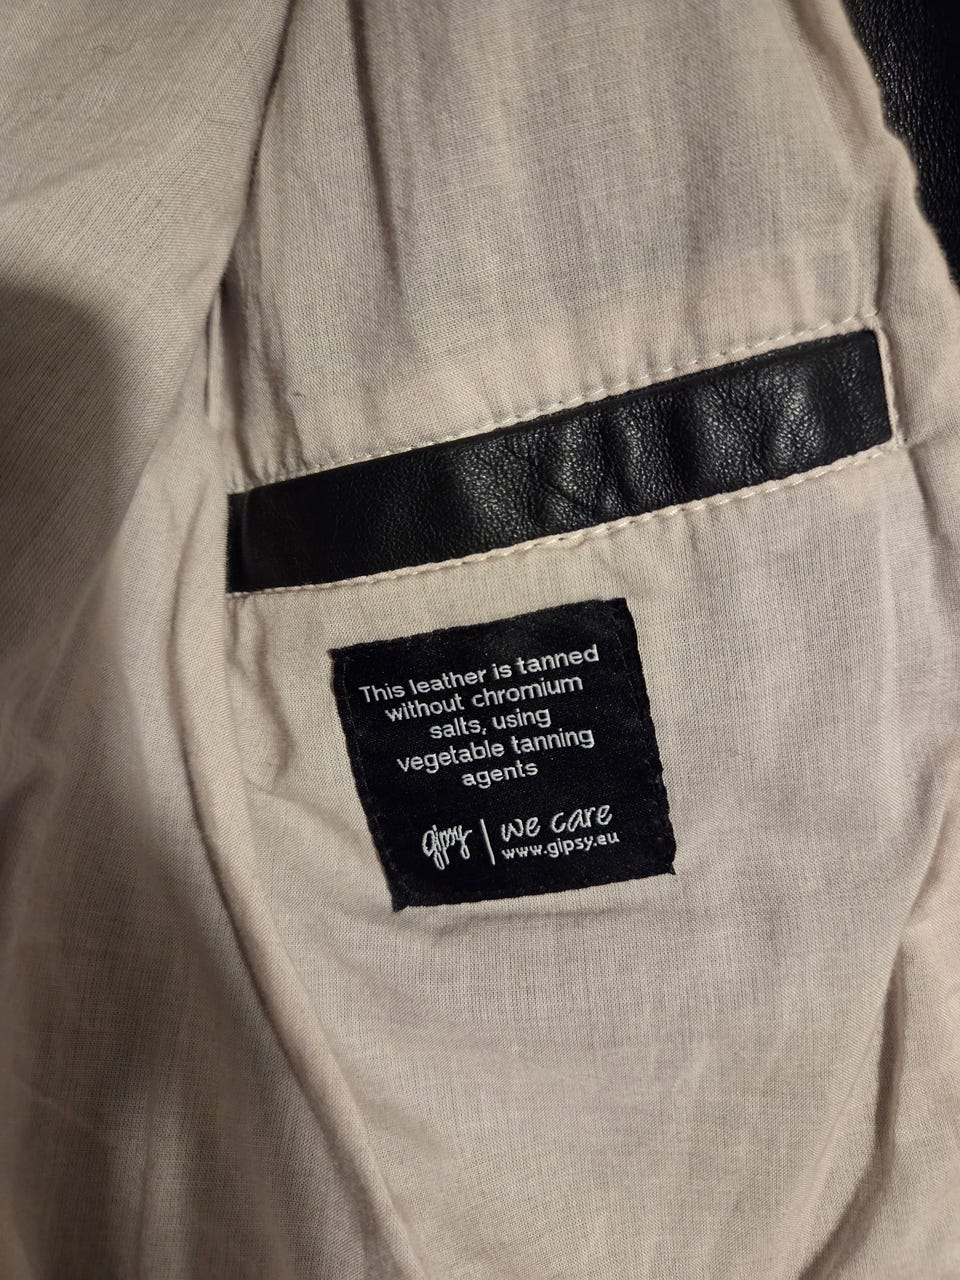 This leather is tanned
without chromium
salts, using
vegetable tanning
agents
gipsy | we care
www.gipsy.eu